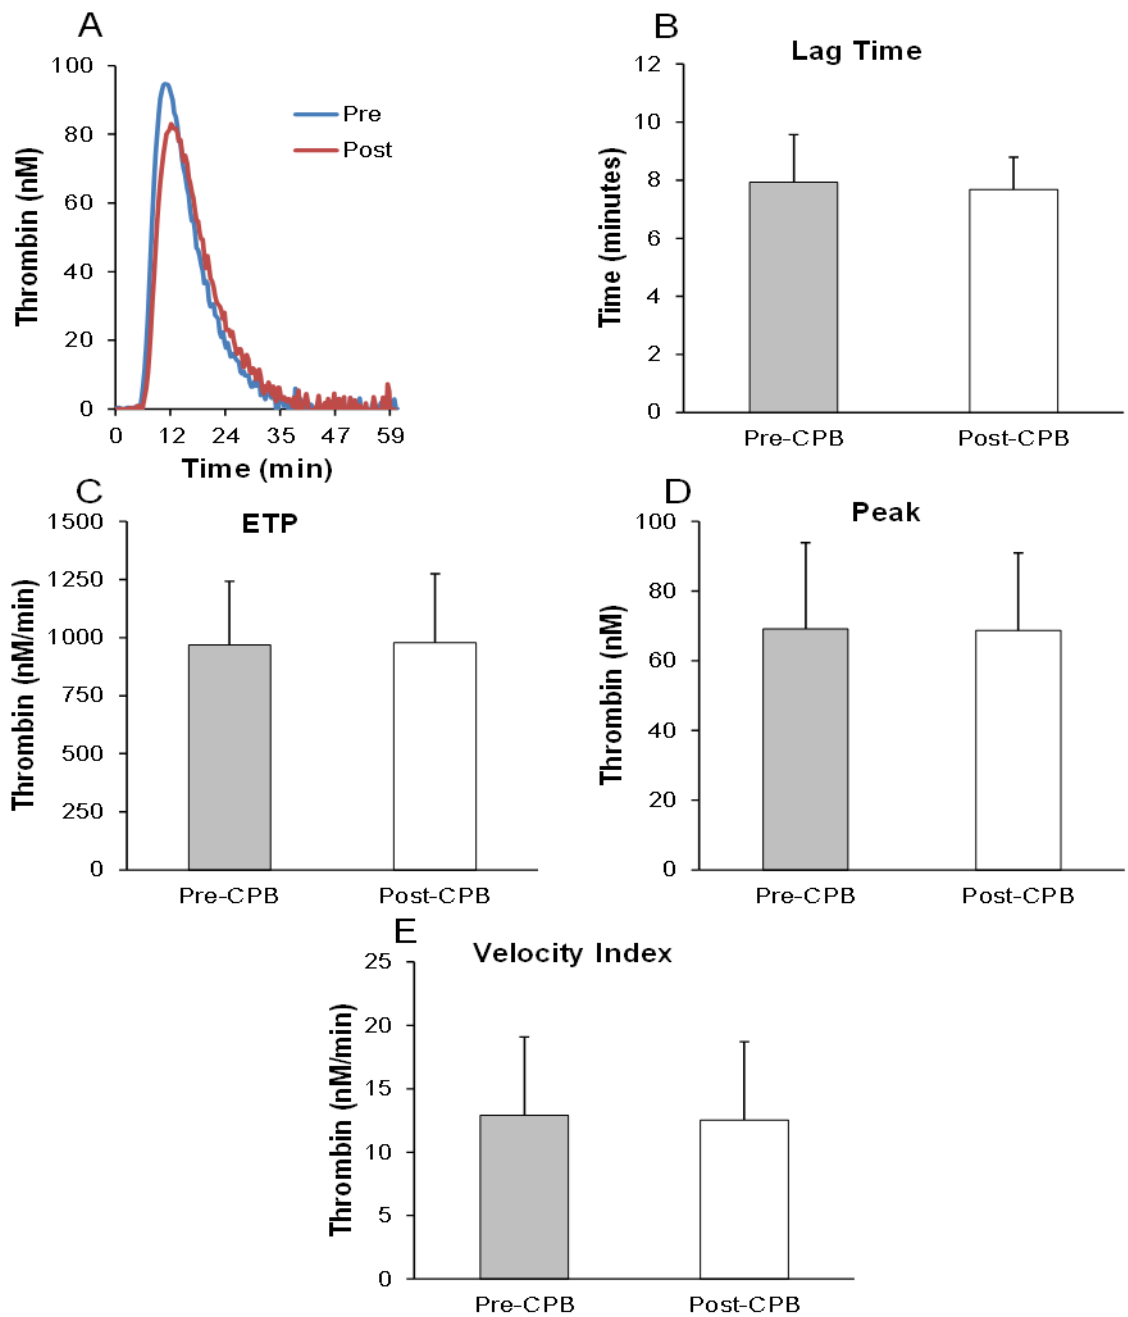 A
100
80
60
40
20
0
Thrombin (nM)
Pre
Post
0 12 24 35 47 59
Time (min)
B
Lag Time
12
10
8
6
4
2
0
Time (minutes)
Pre-CPB Post-CPB
C
ETP
1500
1250
1000
750
500
250
0
Thrombin (nM/min)
Pre-CPB Post-CPB
D
Peak
100
80
60
40
20
0
Thrombin (nM)
Pre-CPB Post-CPB
E
Velocity Index
25
20
15
10
5
0
Thrombin (nM/min)
Pre-CPB Post-CPB